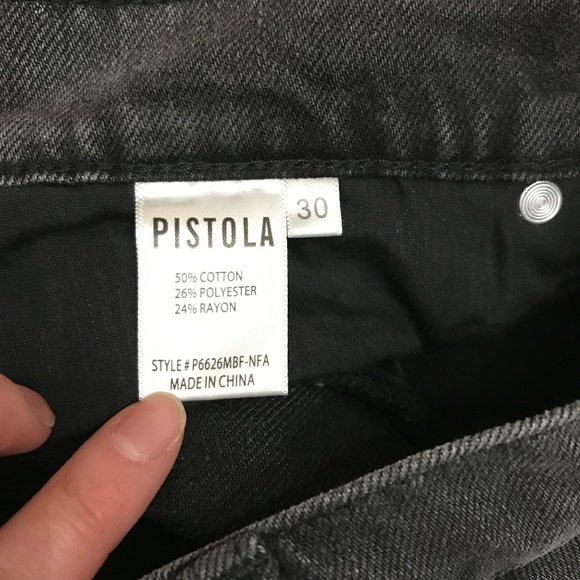 PISTOLA
30
50% COTTON
26% POLYESTER
24% RAYON
STYLE # P6626MBF-NFA
MADE IN CHINA